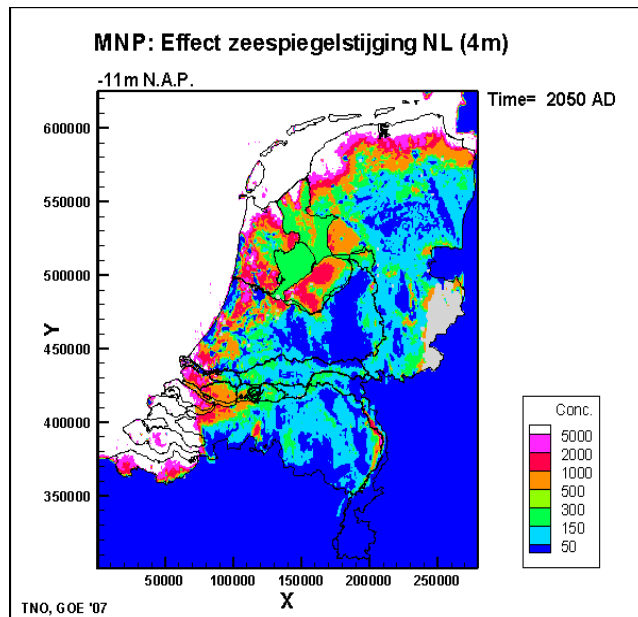 MNP: Effect zeespiegelstijging NL (4m)
-11m N.A.P.
Time= 2050 AD
600000
550000
500000
450000
400000
350000
Y
50000 100000 150000 200000 250000
X
Conc.
5000
2000
1000
500
300
150
50
TNO, GOE '07